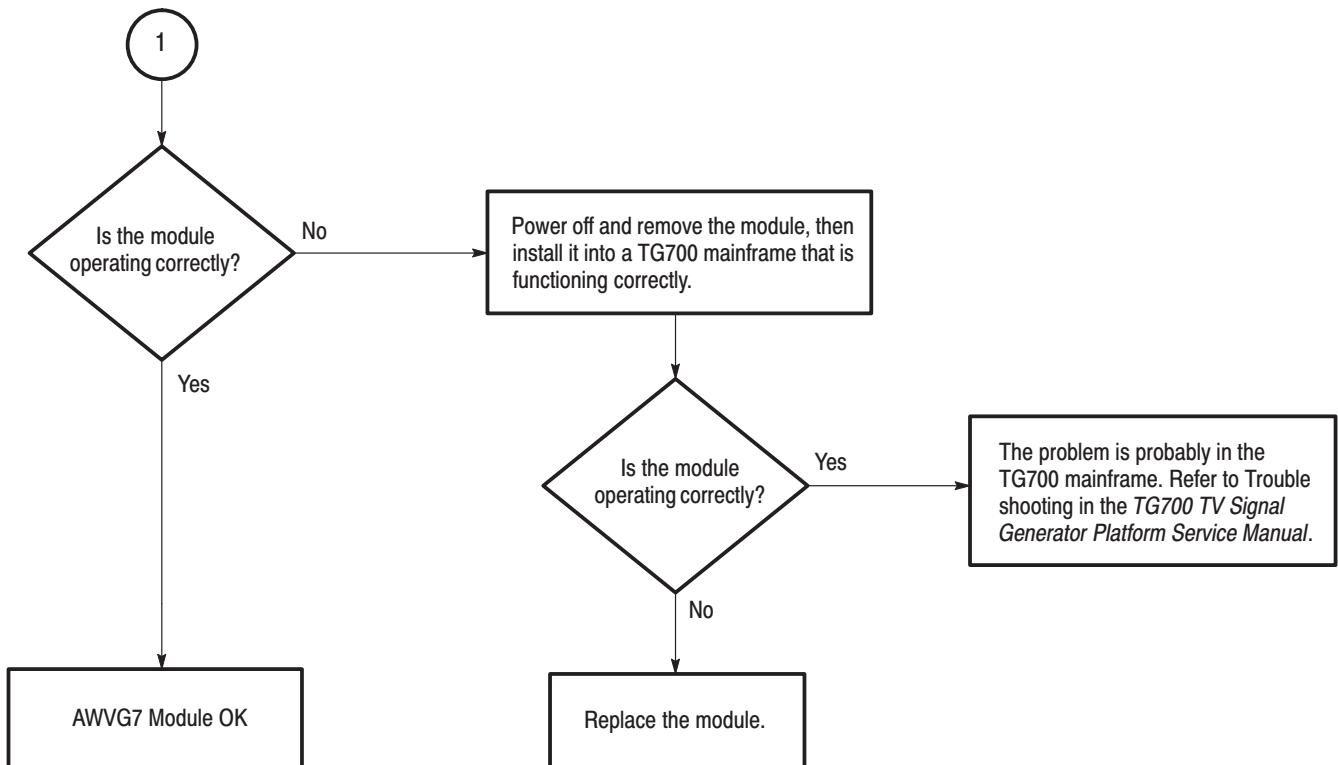 1
Is the module
operating correctly?
No
Yes
Power off and remove the module, then
install it into a TG700 mainframe that is
functioning correctly.
Is the module
operating correctly?
Yes
No
The problem is probably in the
TG700 mainframe. Refer to Trouble
shooting in the TG700 TV Signal
Generator Platform Service Manual.
AWVG7 Module OK
Replace the module.